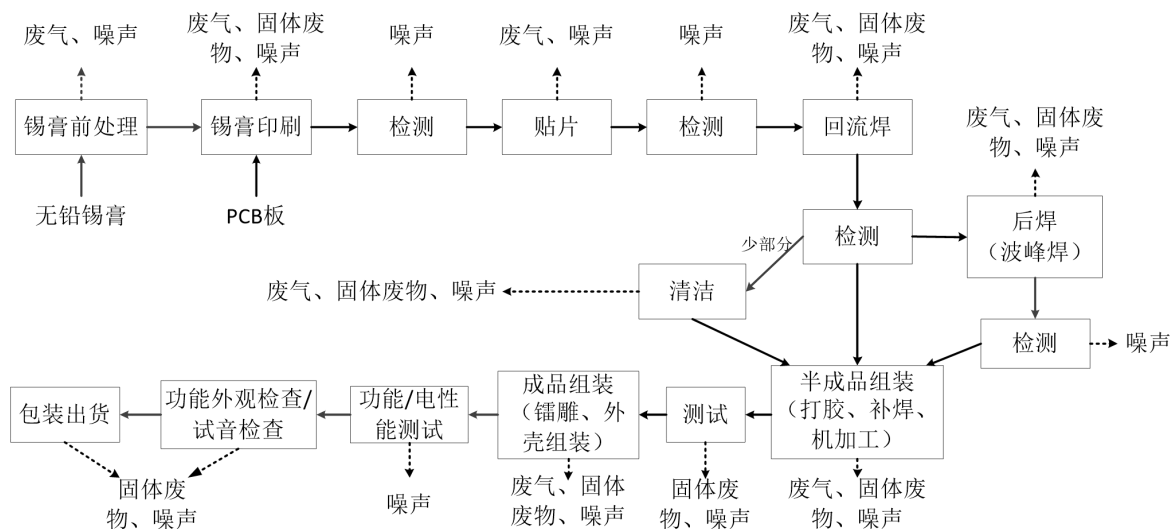 废气、噪声
废气、固体废
物、噪声
噪声
废气、噪声
噪声
废气、固体废
物、噪声
锡膏前处理
锡膏印刷
检测
贴片
检测
回流焊
无铅锡膏
PCB板
废气、固体废
物、噪声
检测
后焊
（波峰焊）
少部分
清洁
废气、固体废物、噪声
检测
噪声
包装出货
功能外观检查/
试音检查
功能/电性
能测试
成品组装
（镭雕、外
壳组装）
测试
半成品组装
（打胶、补焊、
机加工）
固体废
物、噪声
噪声
废气、固体
废物、噪声
固体废
物、噪声
废气、固体废
物、噪声